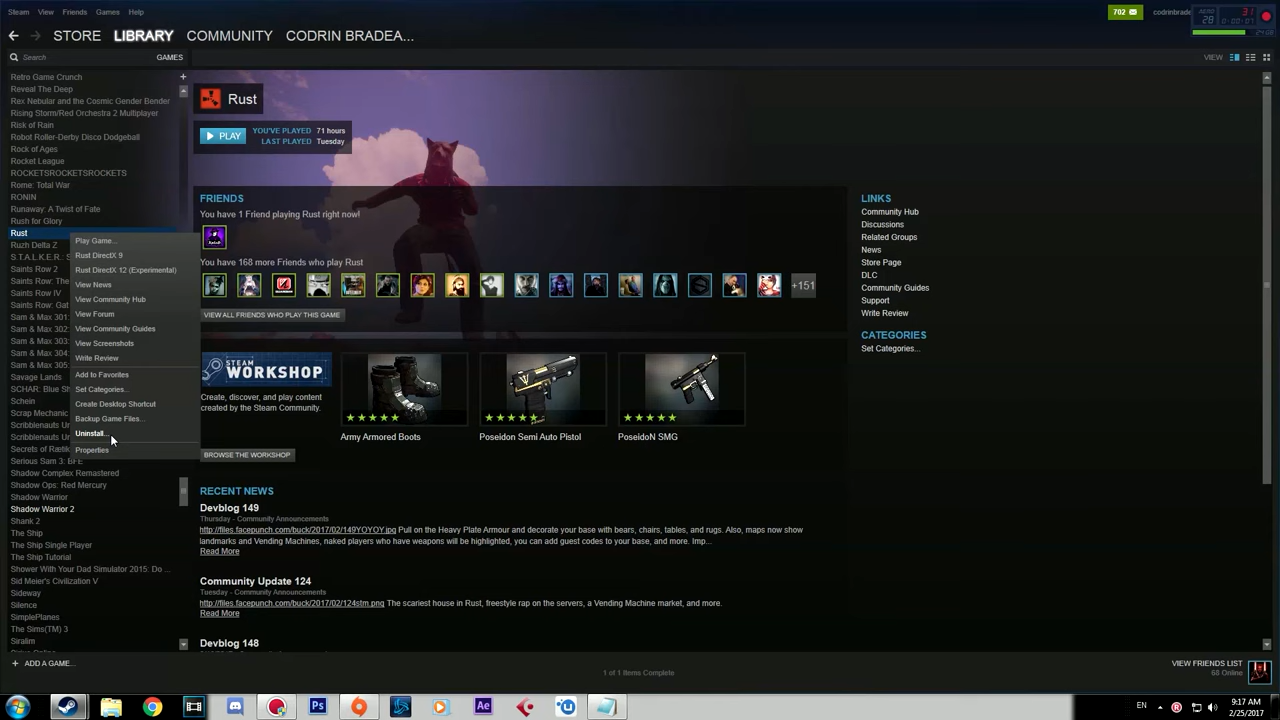 Steam View Friends Games Help
702
codrinbrade
31
28
0:00:01
STORE LIBRARY COMMUNITY CODRIN BRADEA...
Search
GAMES
VIEW
Retro Game Crunch
Reveal The Deep
Rex Nebular and the Cosmic Gender Bender
Rising Storm/Red Orchestra 2 Multiplayer
Risk of Rain
Robot Roller-Derby Disco Dodgeball
Rock of Ages
Rocket League
ROCKETSROCKETSROCKETS
Rome: Total War
RONIN
Runaway: A Twist of Fate
Rush for Glory
Rust
Ruzh Delta Z
S.T.A.L.K.E.R.
Saints Row 2
Saints Row: The
Saints Row IV
Saints Row: Gat
Sam & Max 301:
Sam & Max 302:
Sam & Max 303:
Sam & Max 304:
Sam & Max 305:
Savage Lands
SCHAR: Blue Sh
Schein
Scrap Mechanic
Scribblenauts Un
Scribblenauts Un
Secrets of Rætik
Serious Sam 3: BFE
Shadow Complex Remastered
Shadow Ops: Red Mercury
Shadow Warrior
Shadow Warrior 2
Shank 2
The Ship
The Ship Single Player
The Ship Tutorial
Shower With Your Dad Simulator 2015: Do ...
Sid Meier's Civilization V
Sideway
Silence
SimplePlanes
The Sims(TM) 3
Siralim
Play Game...
Rust DirectX 9
Rust DirectX 12 (Experimental)
View News
View Community Hub
View Forum
View Community Guides
View Screenshots
Write Review
Add to Favorites
Set Categories...
Create Desktop Shortcut
Backup Game Files...
Uninstall...
Properties
Rust
PLAY
YOU'VE PLAYED 71 hours
LAST PLAYED Tuesday
FRIENDS
You have 1 Friend playing Rust right now!
You have 168 more Friends who play Rust
+151
VIEW ALL FRIENDS WHO PLAY THIS GAME
STEAM WORKSHOP
Create, discover, and play content
created by the Steam Community.
Army Armored Boots
Poseidon Semi Auto Pistol
PoseidoN SMG
BROWSE THE WORKSHOP
RECENT NEWS
Devblog 149
Thursday - Community Announcements
http://files.facepunch.com/buck/2017/02/149YOYOY.jpg Pull on the Heavy Plate Armour and decorate your base with bears, chairs, tables, and rugs. Also, maps now show
landmarks and Vending Machines, naked players who have weapons will be highlighted, you can add guest codes to your base, and more. Imp...
Read More
Community Update 124
Tuesday - Community Announcements
http://files.facepunch.com/buck/2017/02/124stm.png The scariest house in Rust, freestyle rap on the servers, a Vending Machine market, and more.
Read More
Devblog 148
LINKS
Community Hub
Discussions
Related Groups
News
Store Page
DLC
Community Guides
Support
Write Review
CATEGORIES
Set Categories...
ADD A GAME...
1 of 1 Items Complete
VIEW FRIENDS LIST
68 Online
Ps
Ae
EN
9:17 AM
2/25/2017